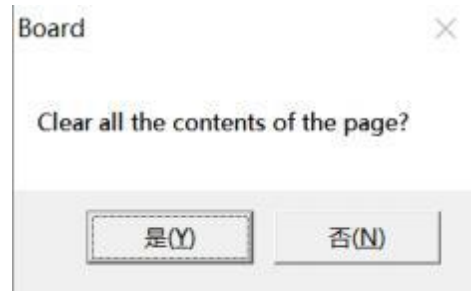 Board
Clear all the contents of the page?
是(Y)
否(N)